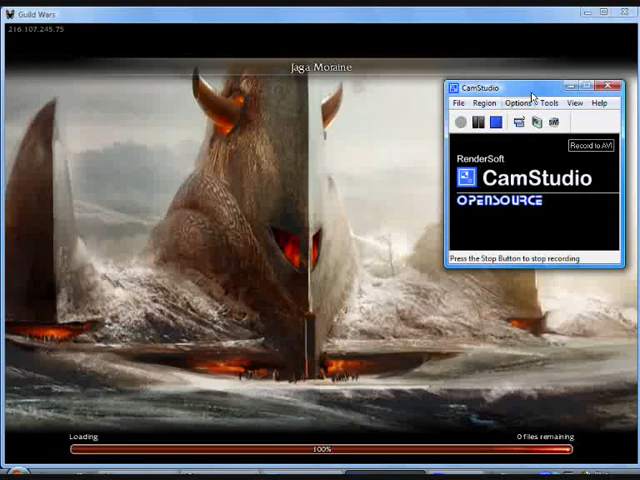 Guild Wars
216.107.245.75
Jaga Moraine
CamStudio
File Region Options Tools View Help
Record to AVI
RenderSoft
CamStudio
OPENSOURCE
Press the Stop Button to stop recording
Loading
0 files remaining
100%